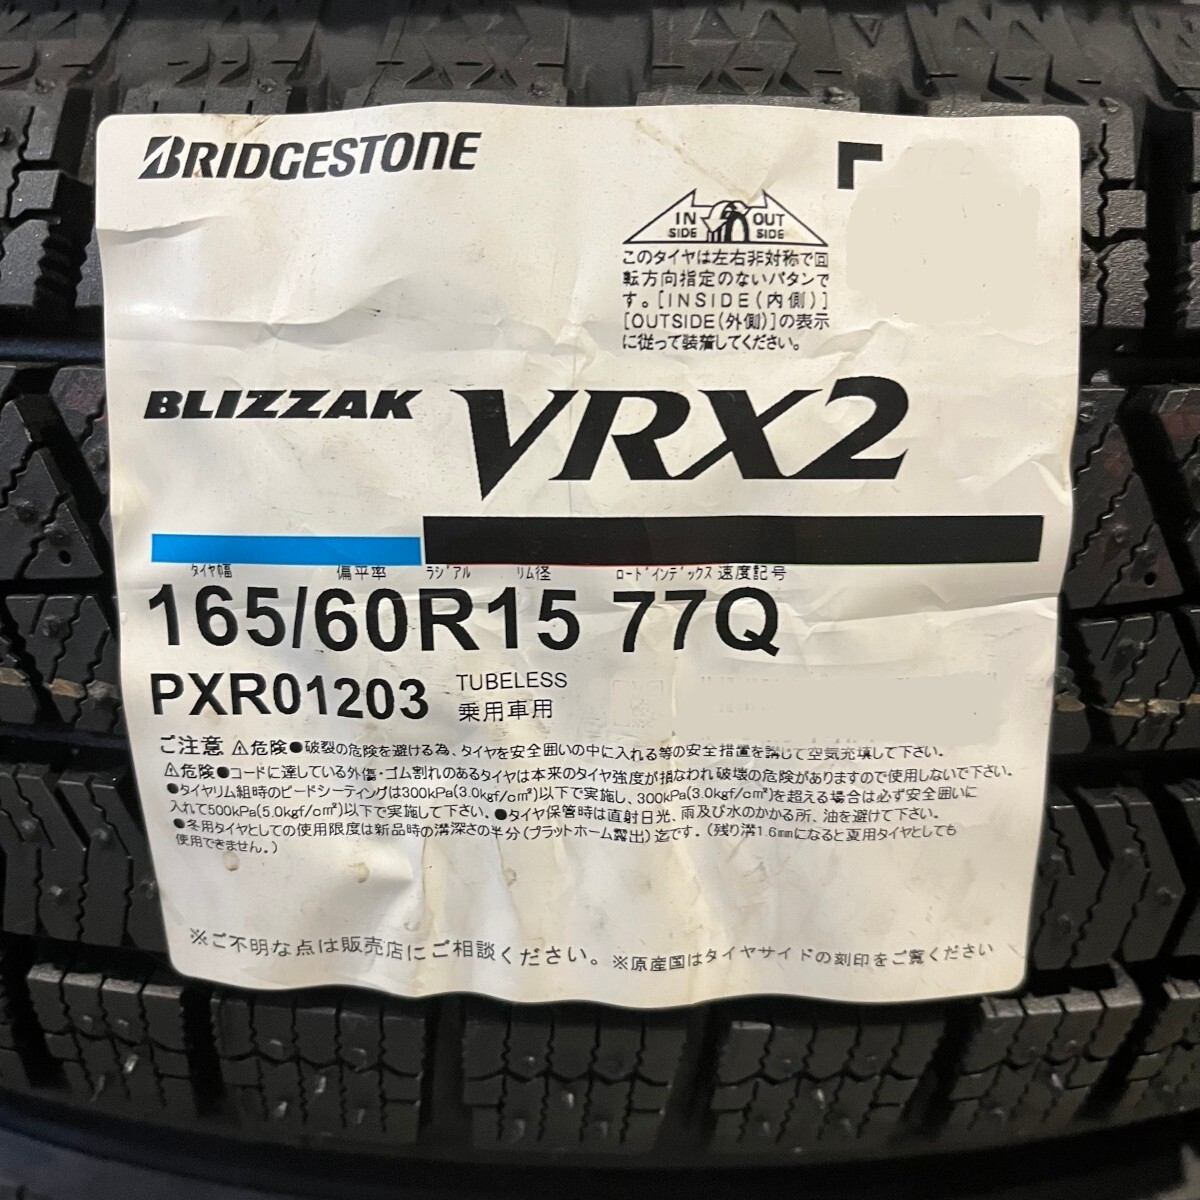 BRIDGESTONE
IN SIDE OUT SIDE
このタイヤは左右非対称で回
転方向指定のないパタンで
す。[INSIDE(内側)]
[OUTSIDE(外側)]の表示
に従って装着してください。
BLIZZAK VRX2
タイヤ幅 偏平率 ラジアル リム径 ロードインデックス 速度記号
165/60R15 77Q
PXR01203 TUBELESS
乗用車用
ご注意 ⚠危険●破裂の危険を避ける為、タイヤを安全囲いの中に入れる等の安全措置を講じて空気充填して下さい。
⚠危険●コードに達している外傷・ゴム割れのあるタイヤは本来のタイヤ強度が損なわれ破壊の危険がありますので使用しないで下さい。
●タイヤリム組時のビードシーティングは300kPa(3.0kgf/c㎡)以下で実施し、300kPa(3.0kgf/c㎡)を超える場合は必ず安全囲いに
入れて500kPa(5.0kgf/c㎡)以下で実施して下さい。●タイヤ保管時は直射日光、雨及び水のかかる所、油を避けて下さい。
●冬用タイヤとしての使用限度は新品時の溝深さの半分(プラットホーム露出)迄です。(残り溝1.6㎜になると夏用タイヤとしても
使用できません。)
※ご不明な点は販売店にご相談ください。※原産国はタイヤサイドの刻印をご覧ください